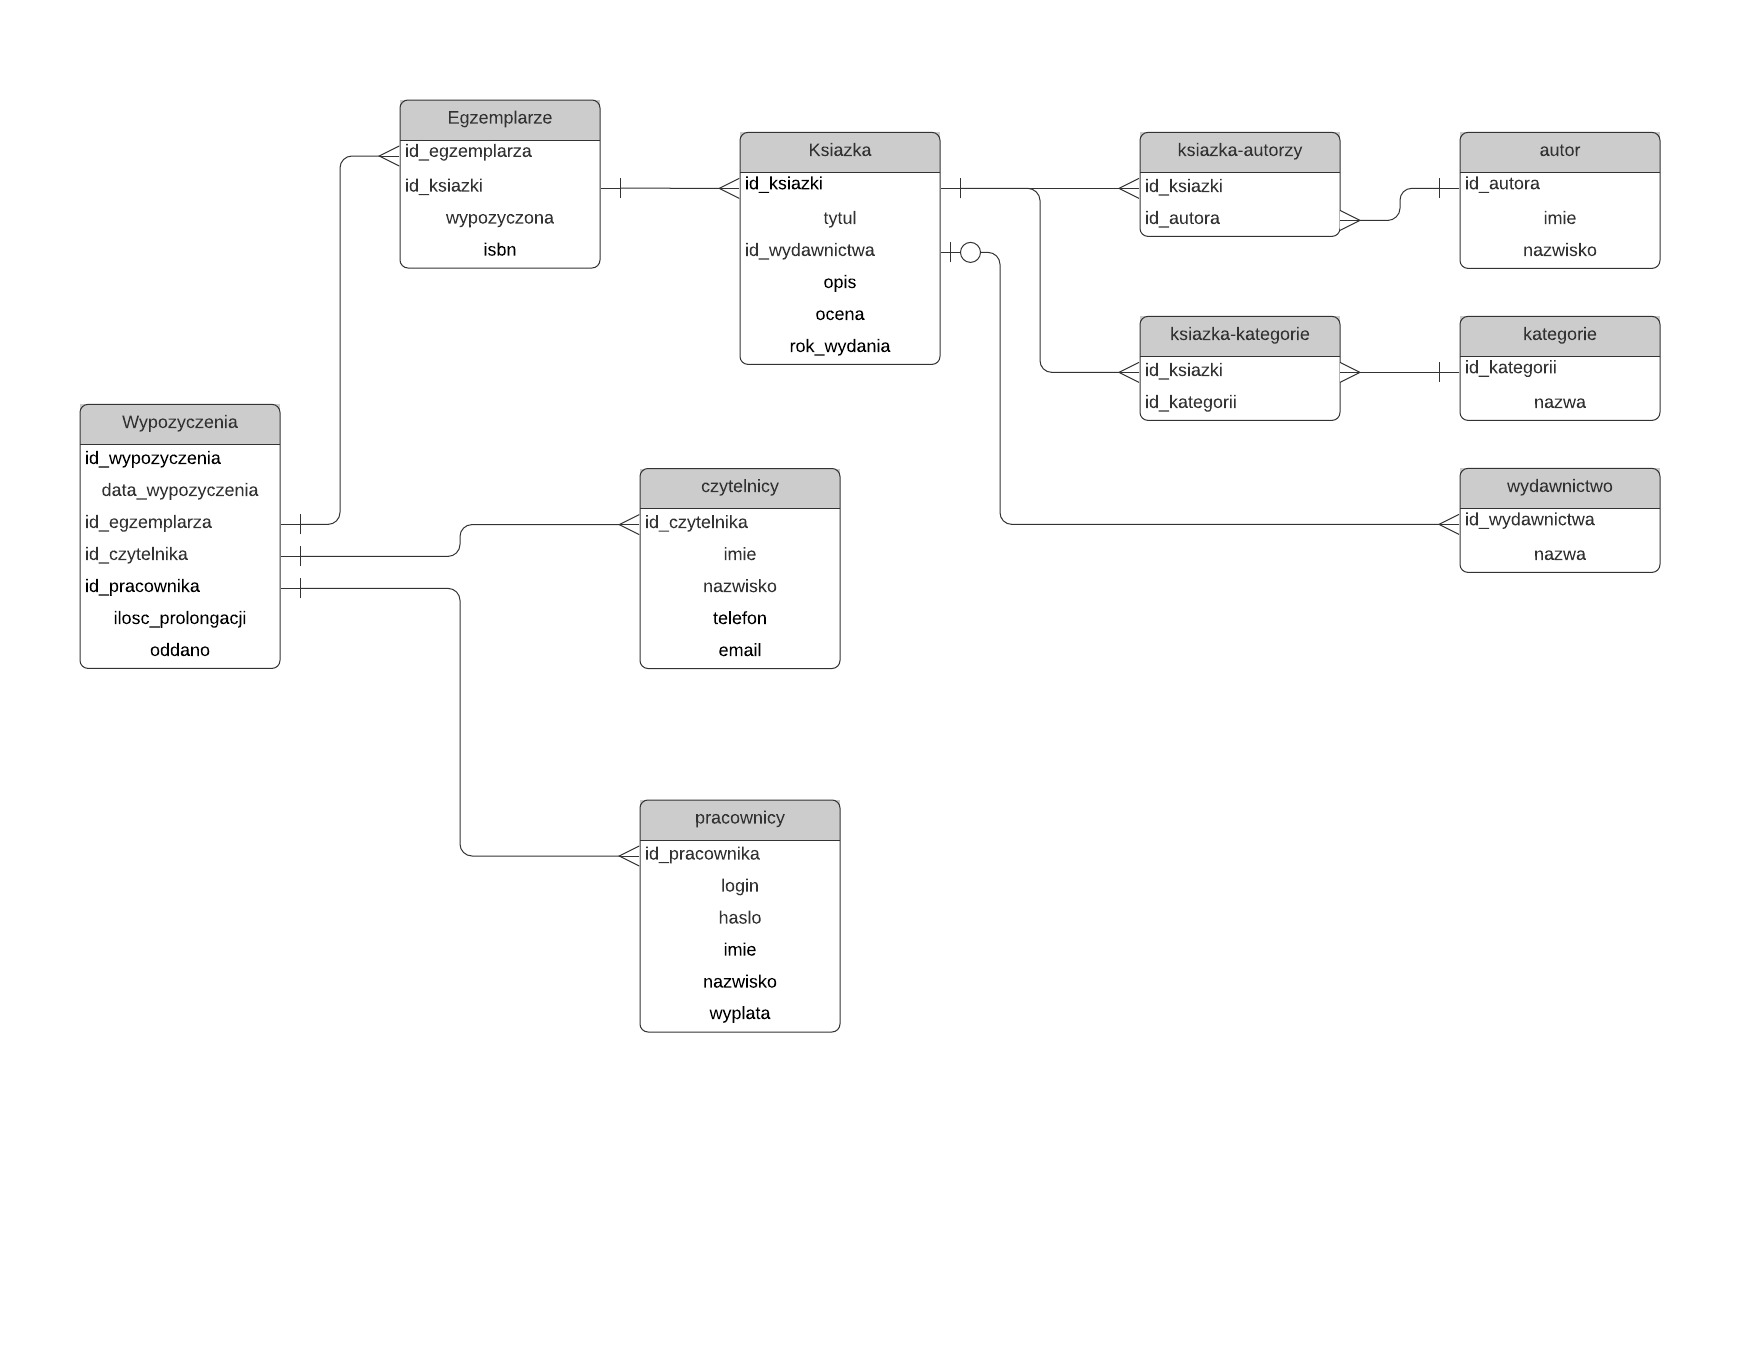 Egzemplarze
id_egzemplarza
id_ksiazki
wypozyczona
isbn
Ksiazka
id_ksiazki
tytul
id_wydawnictwa
opis
ocena
rok_wydania
ksiazka-autorzy
id_ksiazki
id_autora
autor
id_autora
imie
nazwisko
ksiazka-kategorie
id_ksiazki
id_kategorii
kategorie
id_kategorii
nazwa
Wypozyczenia
id_wypozyczenia
data_wypozyczenia
id_egzemplarza
id_czytelnika
id_pracownika
ilosc_prolongacji
oddano
czytelnicy
id_czytelnika
imie
nazwisko
telefon
email
wydawnictwo
id_wydawnictwa
nazwa
pracownicy
id_pracownika
login
haslo
imie
nazwisko
wyplata